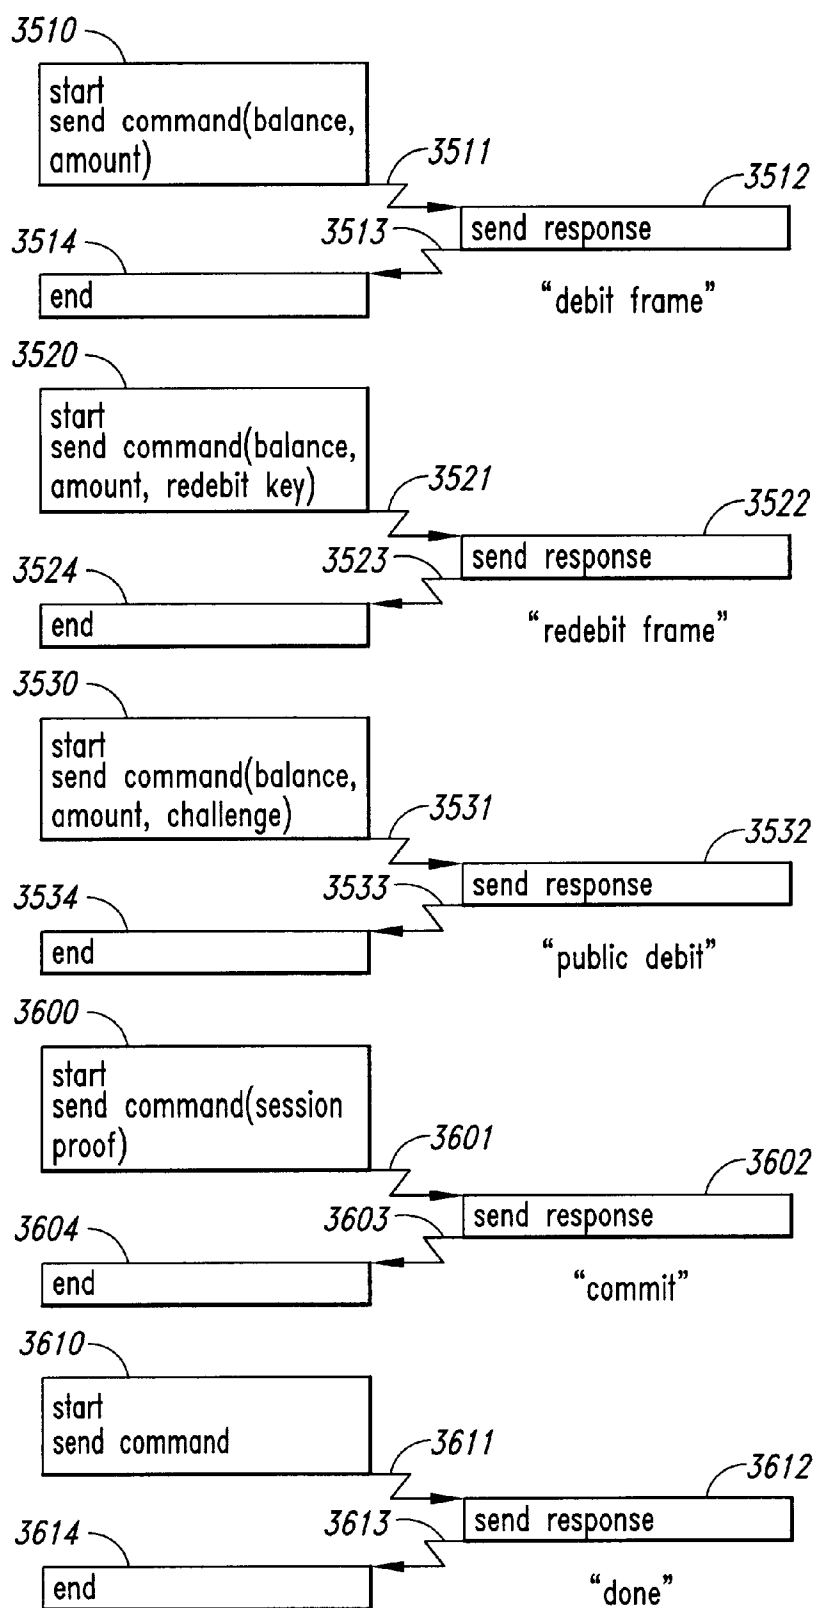 3510
start
send command(balance,
amount)
3511
3512
send response
3513
3514
end
“debit frame”
3520
start
send command(balance,
amount, redebit key)
3521
3522
send response
3523
3524
end
“redebit frame”
3530
start
send command(balance,
amount, challenge)
3531
3532
send response
3533
3534
end
“public debit”
3600
start
send command(session
proof)
3601
3602
send response
3603
3604
end
“commit”
3610
start
send command
3611
3612
send response
3613
3614
end
“done”